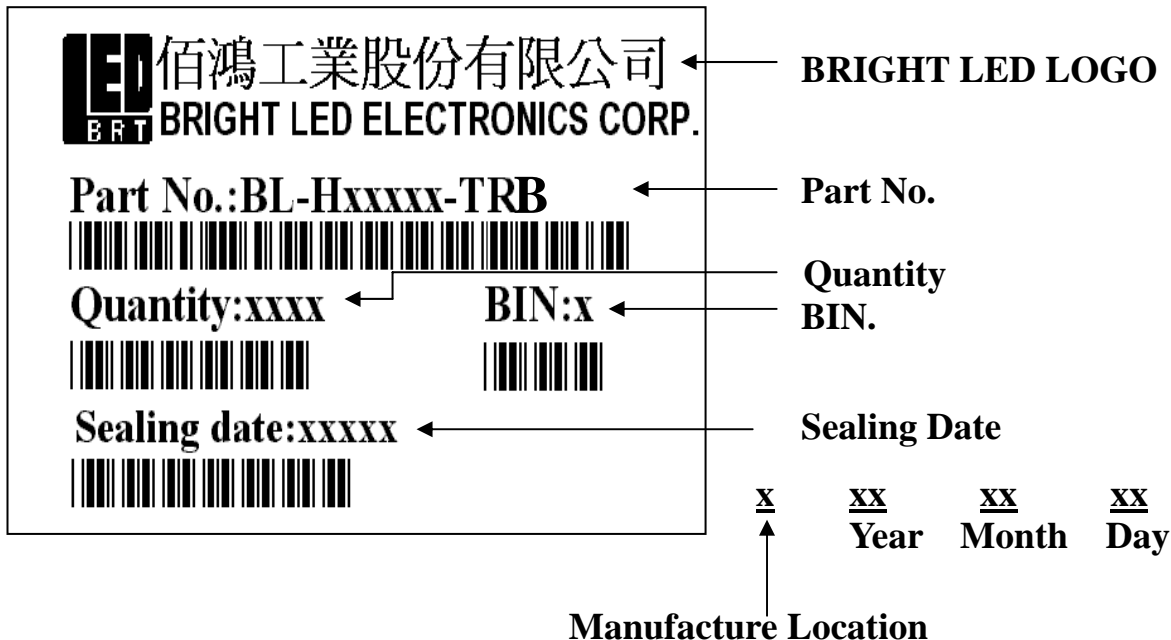 LED
BRT
佰鴻工業股份有限公司
BRIGHT LED ELECTRONICS CORP.
BRIGHT LED LOGO
Part No.:BL-Hxxxxx-TRB
Part No.
Quantity
Quantity:xxxx
BIN:x
BIN.
Sealing date:xxxxx
Sealing Date
x xx xx xx
Year Month Day
Manufacture Location